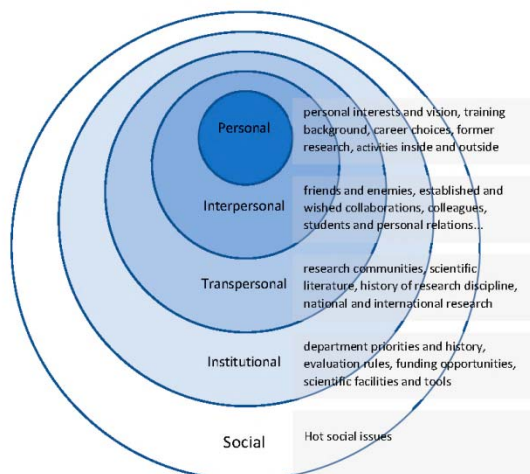 Personal
personal interests and vision, training
background, career choices, former
research, activities inside and outside
Interpersonal
friends and enemies, established and
wished collaborations, colleagues,
students and personal relations...
Transpersonal
research communities, scientific
literature, history of research discipline,
national and international research
Institutional
department priorities and history,
evaluation rules, funding opportunities,
scientific facilities and tools
Social
Hot social issues